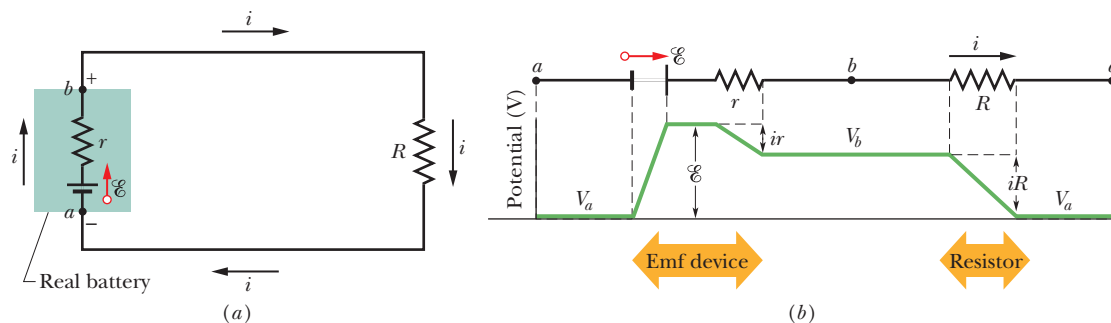 i
b
+
i
r
ℰ
a
−
R
i
Real battery
i
(a)
ℰ
i
a
r
b
R
a
Potential (V)
ir
V_b
ℰ
iR
V_a
V_a
Emf device
Resistor
(b)